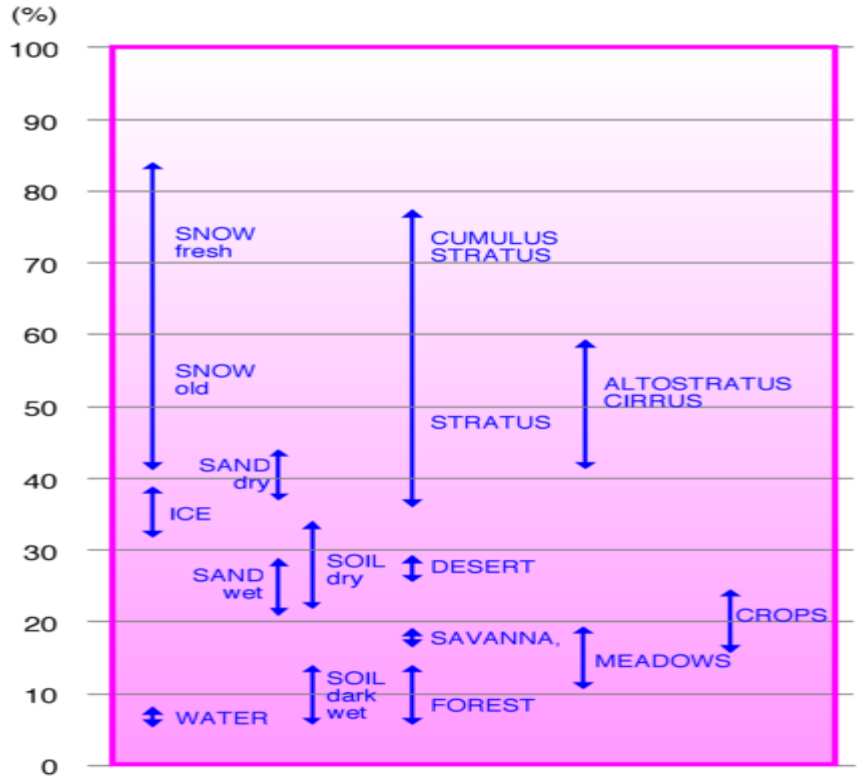 (%)
100
90
80
SNOW
fresh
CUMULUS
STRATUS
70
60
SNOW
old
ALTOSTRATUS
CIRRUS
50
STRATUS
SAND
dry
40
ICE
30
SOIL
dry
DESERT
SAND
wet
20
CROPS
SAVANNA,
MEADOWS
10
SOIL
dark
wet
FOREST
WATER
0